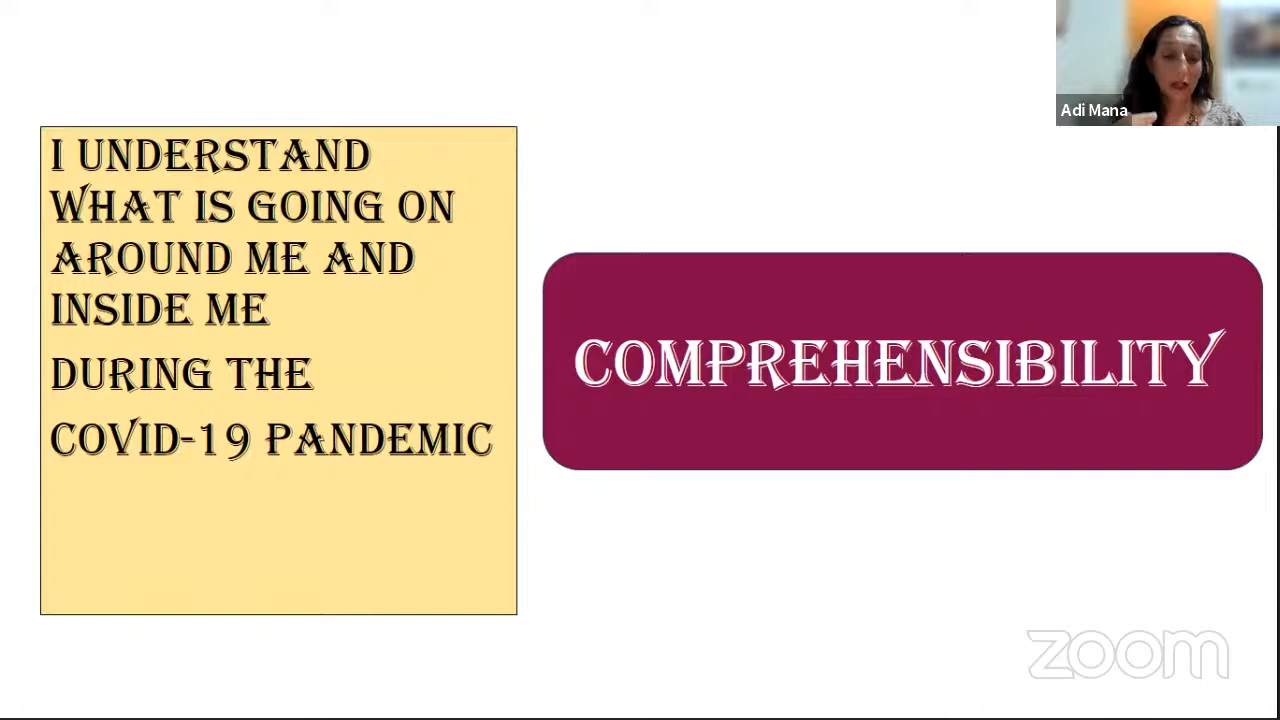 Adi Mana
I UNDERSTAND
WHAT IS GOING ON
AROUND ME AND
INSIDE ME
DURING THE
COVID-19 PANDEMIC
COMPREHENSIBILITY
zoom